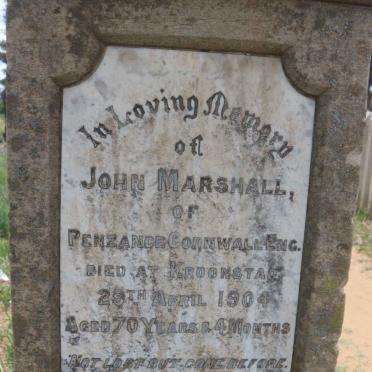 In Loving Memory
of
JOHN MARSHALL,
OF
PENZANCE CORNWALL ENG.
DIED AT KROONSTAD
29TH APRIL 1904
AGED 70 YEARS & 4 MONTHS
NOT LOST BUT GONE BEFORE.